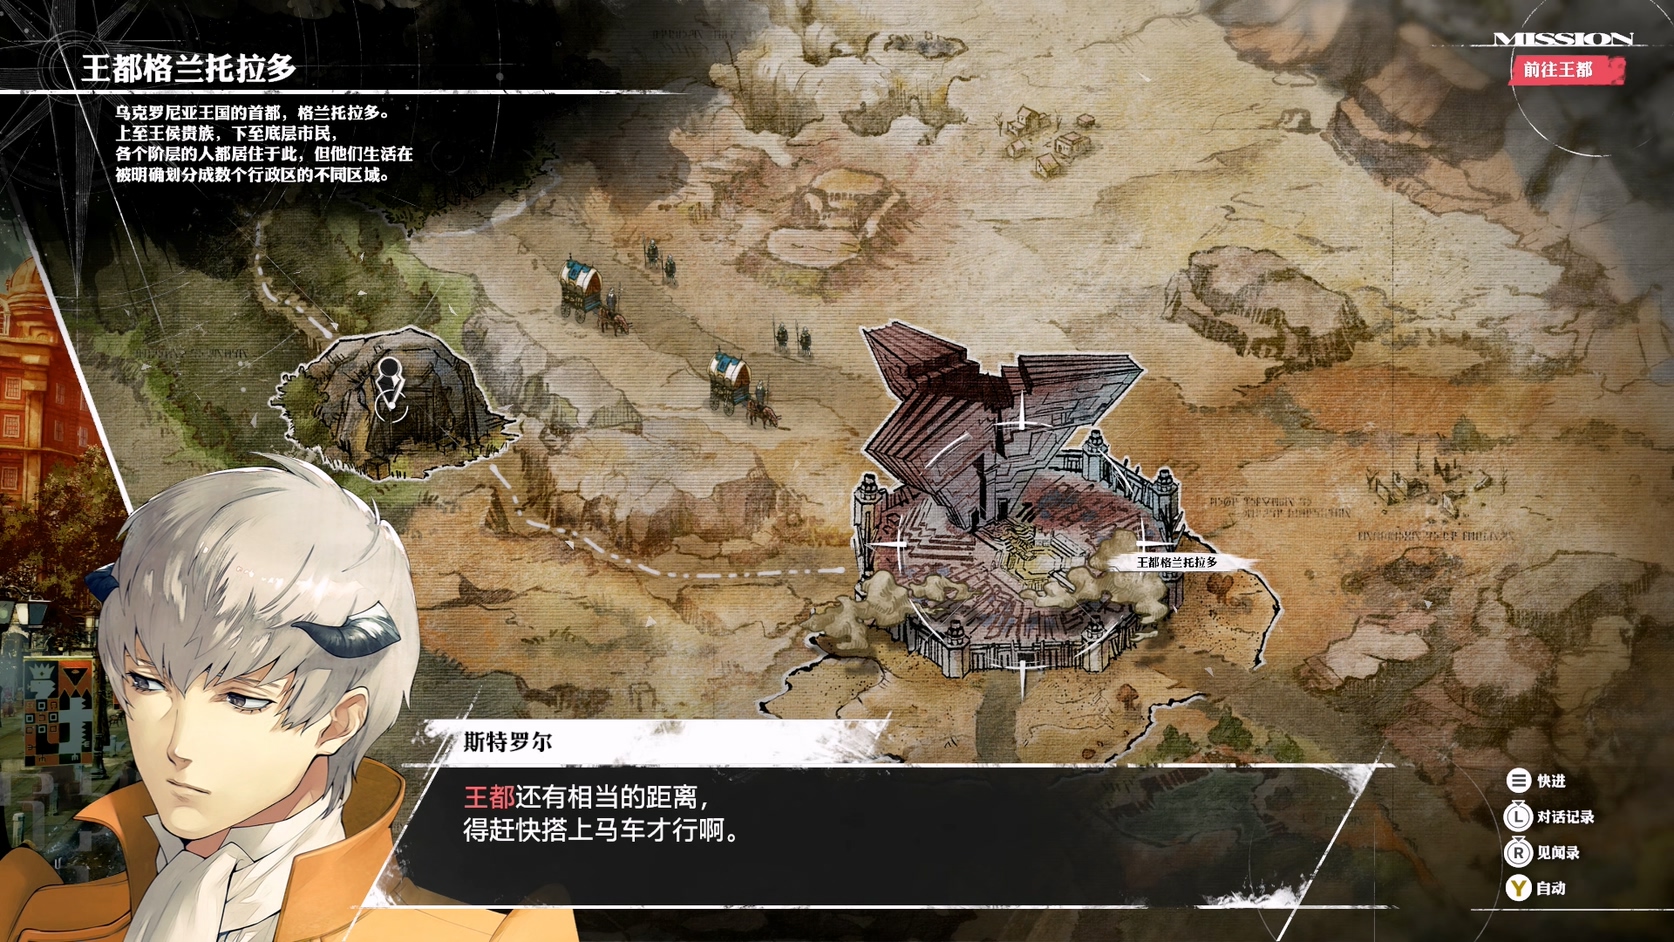 王都格兰托拉多
乌克罗尼亚王国的首都，格兰托拉多。
上至王侯贵族，下至底层市民，
各个阶层的人都居住于此，但他们生活在
被明确划分成数个行政区的不同区域。
MISSION
前往王都
王都格兰托拉多
斯特罗尔
王都还有相当的距离，
得赶快搭上马车才行啊。
快进
L 对话记录
R 见闻录
Y 自动